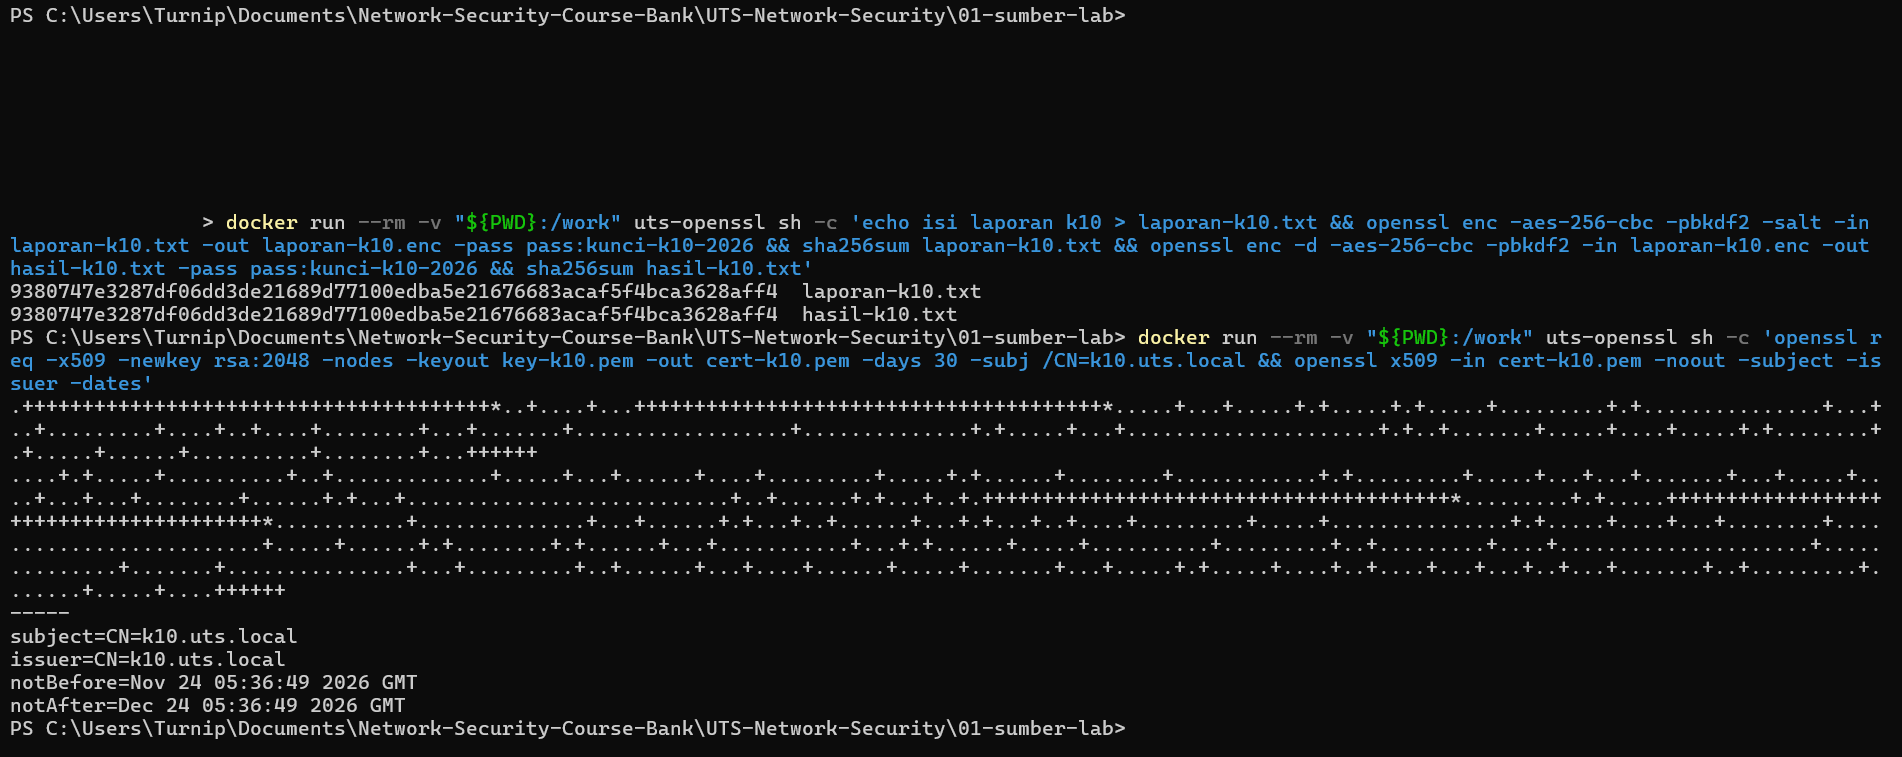 PS C:\Users\Turnip\Documents\Network-Security-Course-Bank\UTS-Network-Security\01-sumber-lab>
> docker run --rm -v "${PWD}:/work" uts-openssl sh -c 'echo isi laporan k10 > laporan-k10.txt && openssl enc -aes-256-cbc -pbkdf2 -salt -in
laporan-k10.txt -out laporan-k10.enc -pass pass:kunci-k10-2026 && sha256sum laporan-k10.txt && openssl enc -d -aes-256-cbc -pbkdf2 -in laporan-k10.enc -out
hasil-k10.txt -pass pass:kunci-k10-2026 && sha256sum hasil-k10.txt'
9380747e3287df06dd3de21689d77100edba5e21676683acaf5f4bca3628aff4  laporan-k10.txt
9380747e3287df06dd3de21689d77100edba5e21676683acaf5f4bca3628aff4  hasil-k10.txt
PS C:\Users\Turnip\Documents\Network-Security-Course-Bank\UTS-Network-Security\01-sumber-lab> docker run --rm -v "${PWD}:/work" uts-openssl sh -c 'openssl r
eq -x509 -newkey rsa:2048 -nodes -keyout key-k10.pem -out cert-k10.pem -days 30 -subj /CN=k10.uts.local && openssl x509 -in cert-k10.pem -noout -subject -is
suer -dates'
.+++++++++++++++++++++++++++++++++++++++*..+....+...+++++++++++++++++++++++++++++++++++++++*.....+...+.....+.+.....+.+.....+.........+.+...............+...+
..+.........+....+..+....+........+...+.......+..................+..............+.+.....+...+.....................+.+..+.......+.....+....+.....+.+........+
.+.....+......+..........+........+...++++++
....+.+.....+..........+..+.............+.....+...+......+....+.........+.....+.+......+........+............+.+.........+.....+...+...+.......+...+.....+..
..+...+...+........+......+.+...+...........................+..+......+.+...+..+.+++++++++++++++++++++++++++++++++++++++*.........+.+.....++++++++++++++++++
+++++++++++++++++++++*...........+..............+...+......+.+...+..+......+...+.+...+..+....+.........+.....+...............+.+.....+....+...+........+....
.....................+.....+......+.+........+.+......+...+...........+...+.+......+.....+..........+.........+..+.........+....+.....................+.....
.........+.......+...............+...+.........+..+......+...+....+......+.....+.......+...+.....+.+.....+....+..+....+...+...+..+...+.......+..+.........+.
......+.....+....++++++
-----
subject=CN=k10.uts.local
issuer=CN=k10.uts.local
notBefore=Nov 24 05:36:49 2026 GMT
notAfter=Dec 24 05:36:49 2026 GMT
PS C:\Users\Turnip\Documents\Network-Security-Course-Bank\UTS-Network-Security\01-sumber-lab>